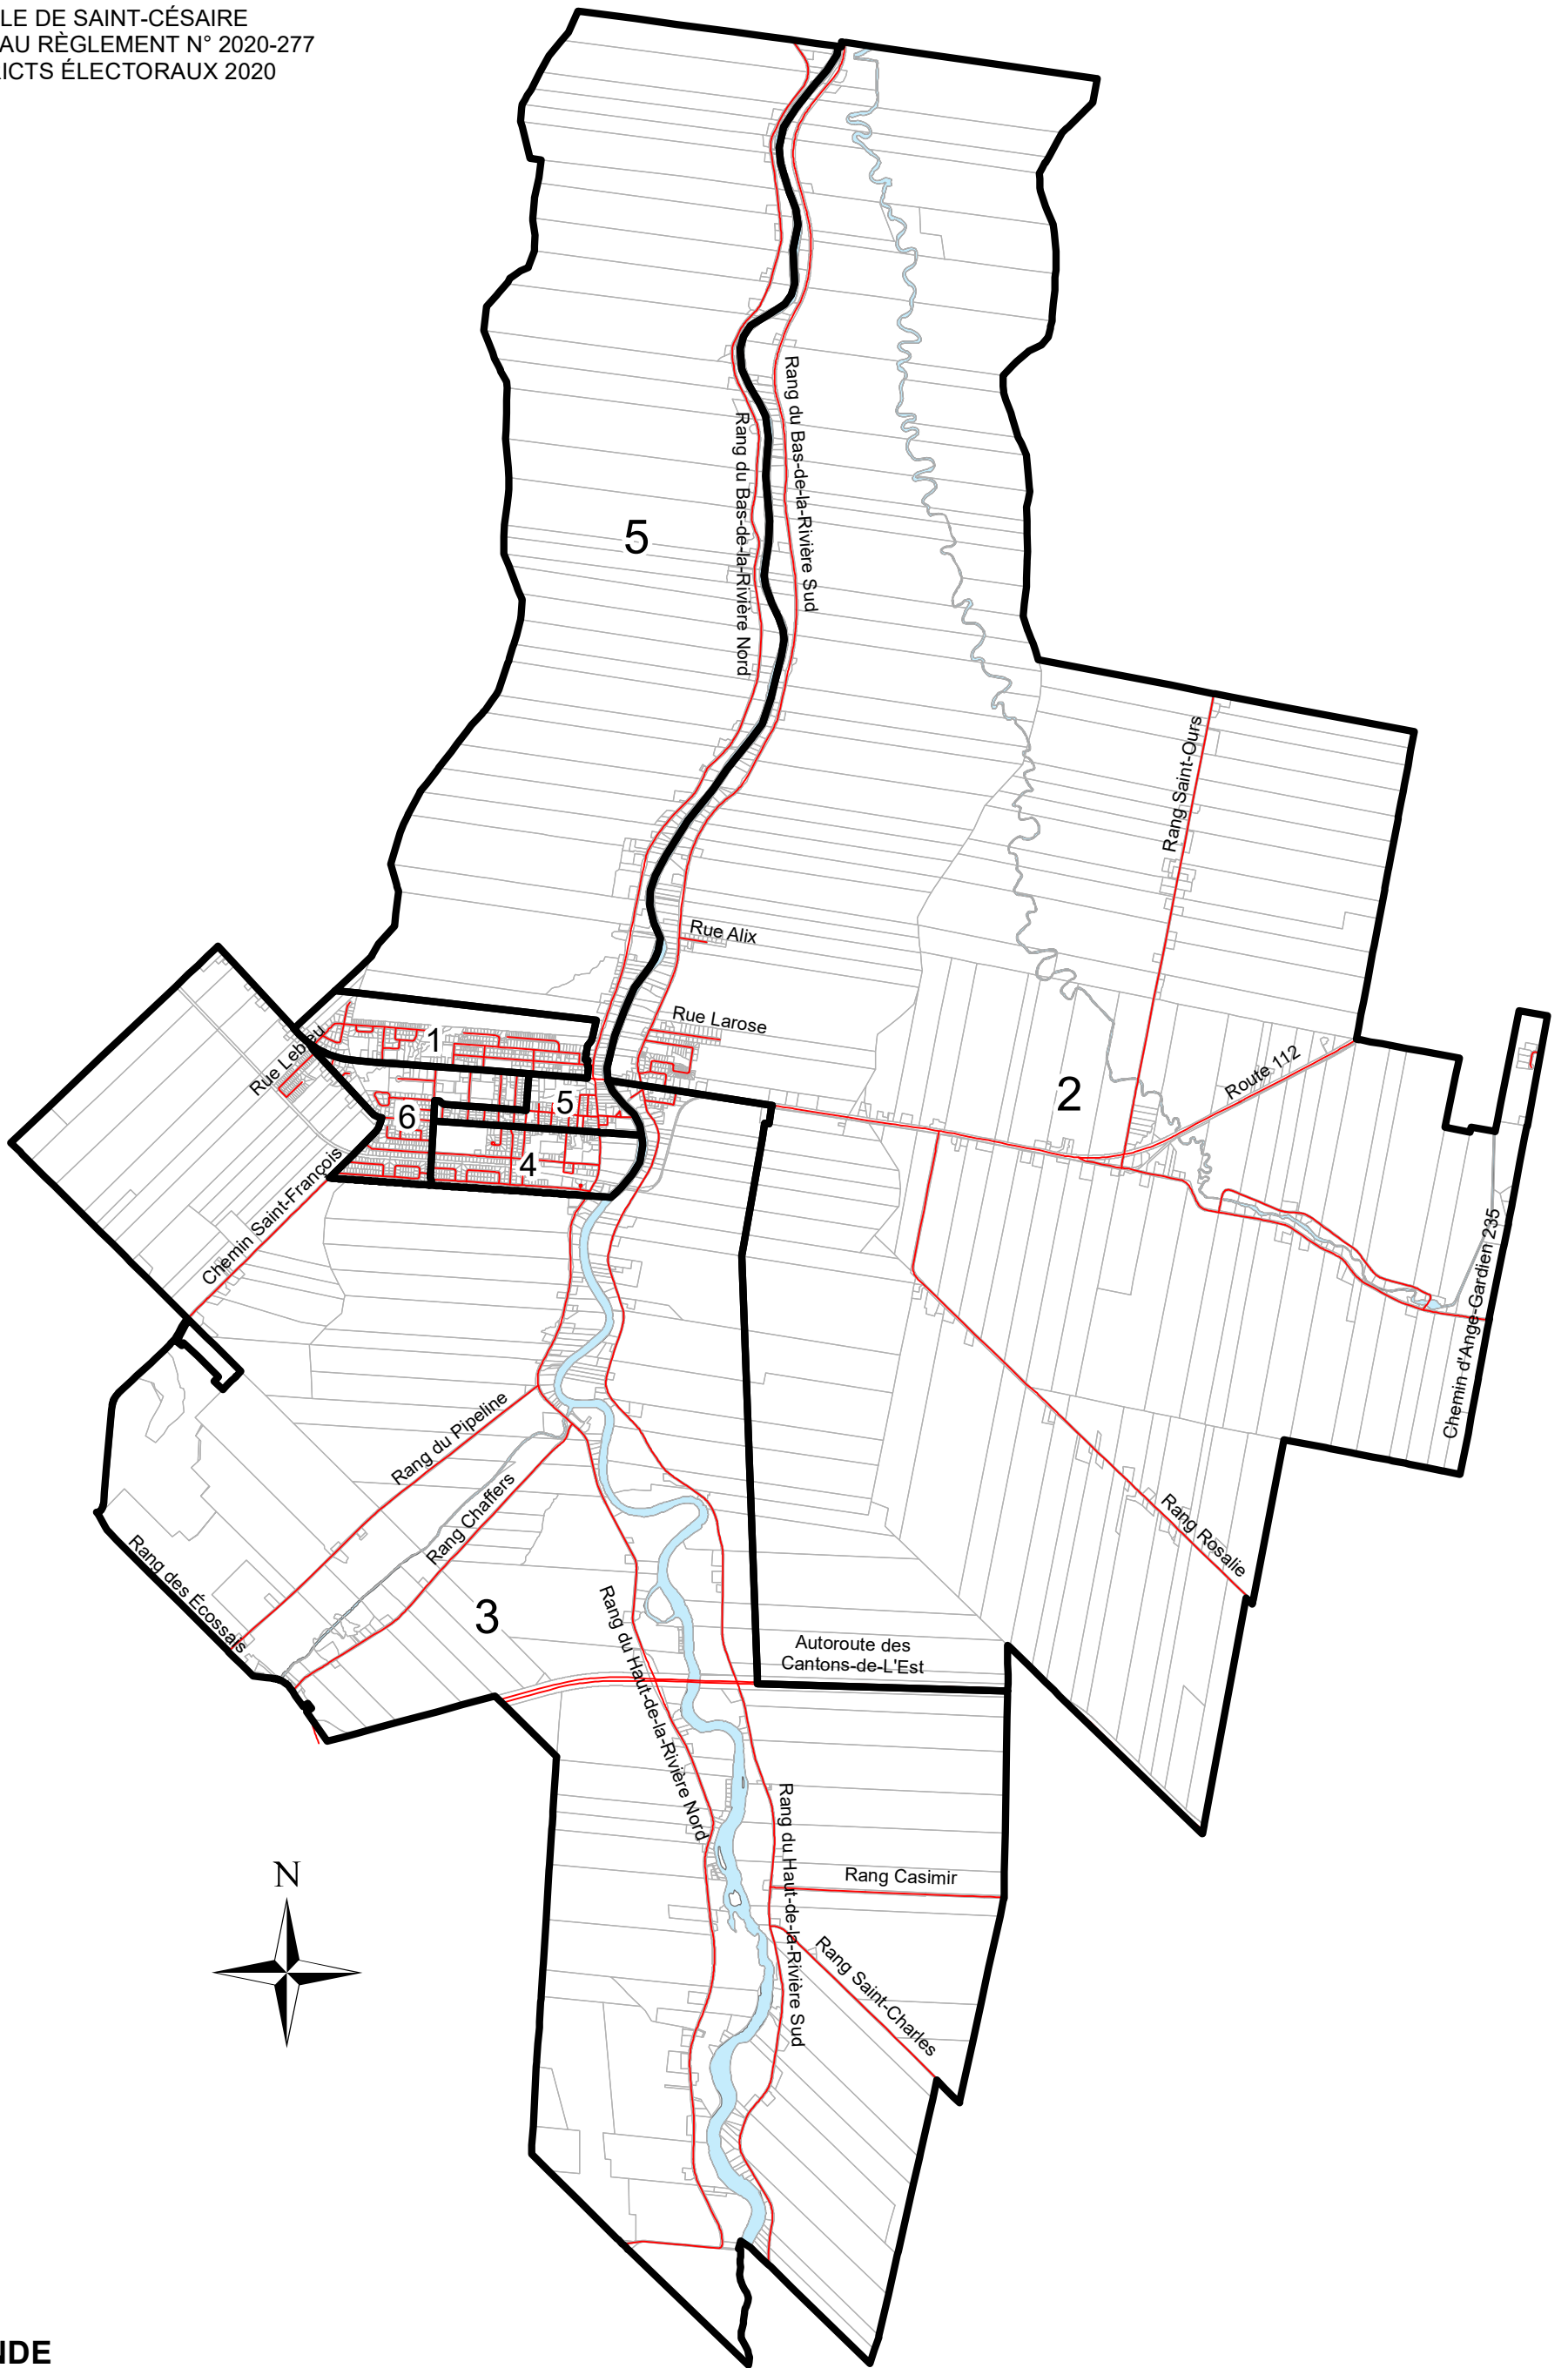 LE DE SAINT-CÉSAIRE
AU RÈGLEMENT N° 2020-277
ICTS ÉLECTORAUX 2020
Rang du Bas-de-la-Rivière Sud
Rang du Bas-de-la-Rivière Nord
5
Rang Saint-Ours
Rue Alix
Rue Larose
1
Rue Lebleu
Route 112
2
5
6
4
Chemin Saint-François
Chemin d'Ange-Gardien 235
Rang du Pipeline
Rang Chaffers
Rang Rosalie
Rang des Écossais
3
Rang du Haut-de-la-Rivière Nord
Autoroute des
Cantons-de-L'Est
Rang du Haut-de-la-Rivière Sud
Rang Casimir
N
Rang Saint-Charles
NDE